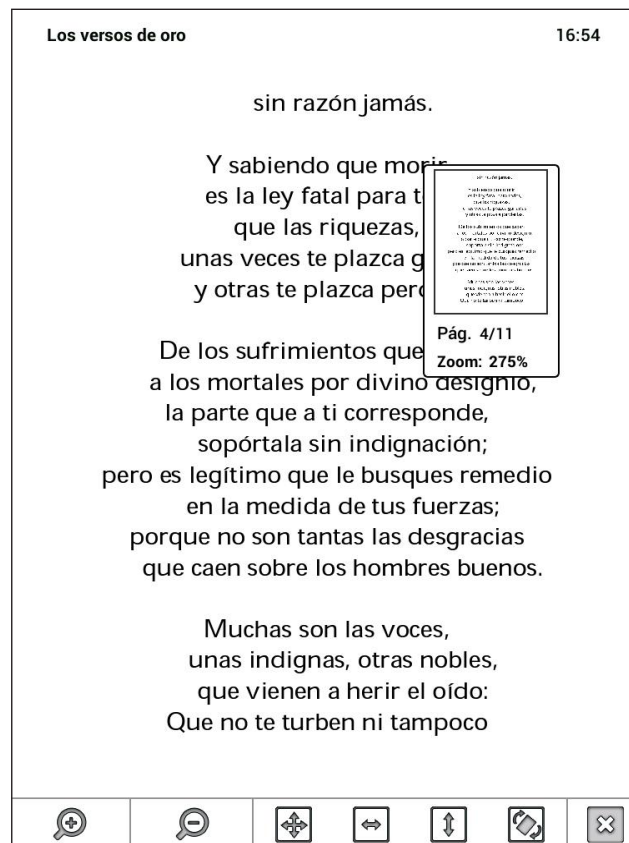 Los versos de oro 16:54
sin razón jamás.
Y sabiendo que morir
es la ley fatal para
que las riquezas,
unas veces te plazca
y otras te plazca
De los sufrimientos que
a los mortales por divino designio,
la parte que a ti corresponde,
sopórtala sin indignación;
pero es legítimo que le busques remedio
en la medida de tus fuerzas;
porque no son tantas las desgracias
que caen sobre los hombres buenos.
Muchas son las voces,
unas indignas, otras nobles,
que vienen a herir el oído:
Que no te turben ni tampoco
Pág. 4/11
Zoom: 275%